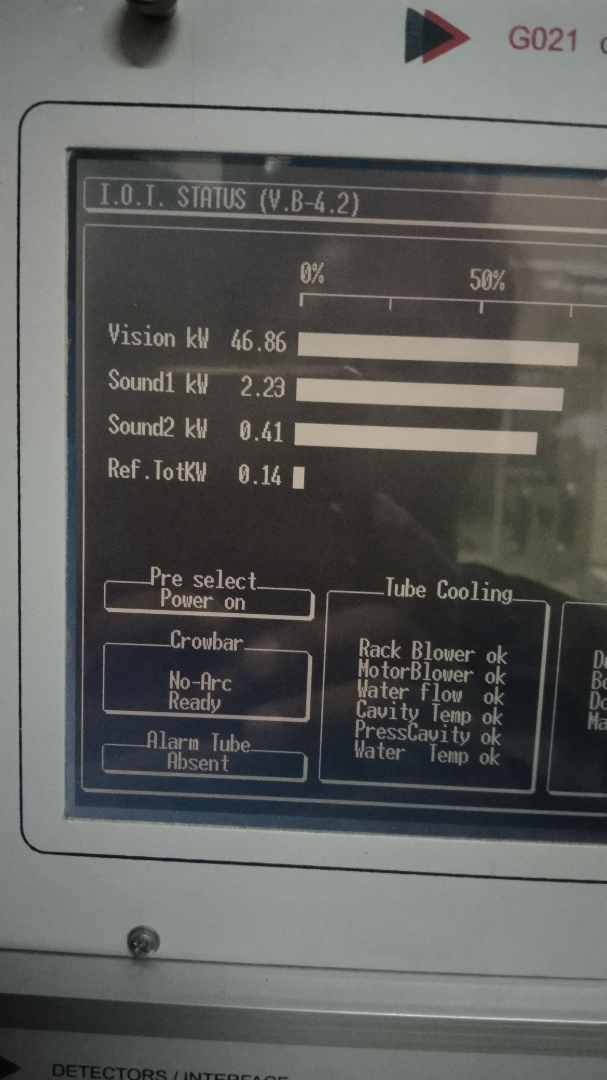 G021
I.O.T. STATUS (V.B-4.2)
0% 50%
Vision kW 46.86
Sound1 kW 2.23
Sound2 kW 0.41
Ref.TotKW 0.14
Pre select
Power on
Crowbar
No-Arc
Ready
Alarm Tube
Absent
Tube Cooling
Rack Blower ok
MotorBlower ok
Water flow ok
Cavity Temp ok
PressCavity ok
Water Temp ok
DETECTORS / INTERFACE